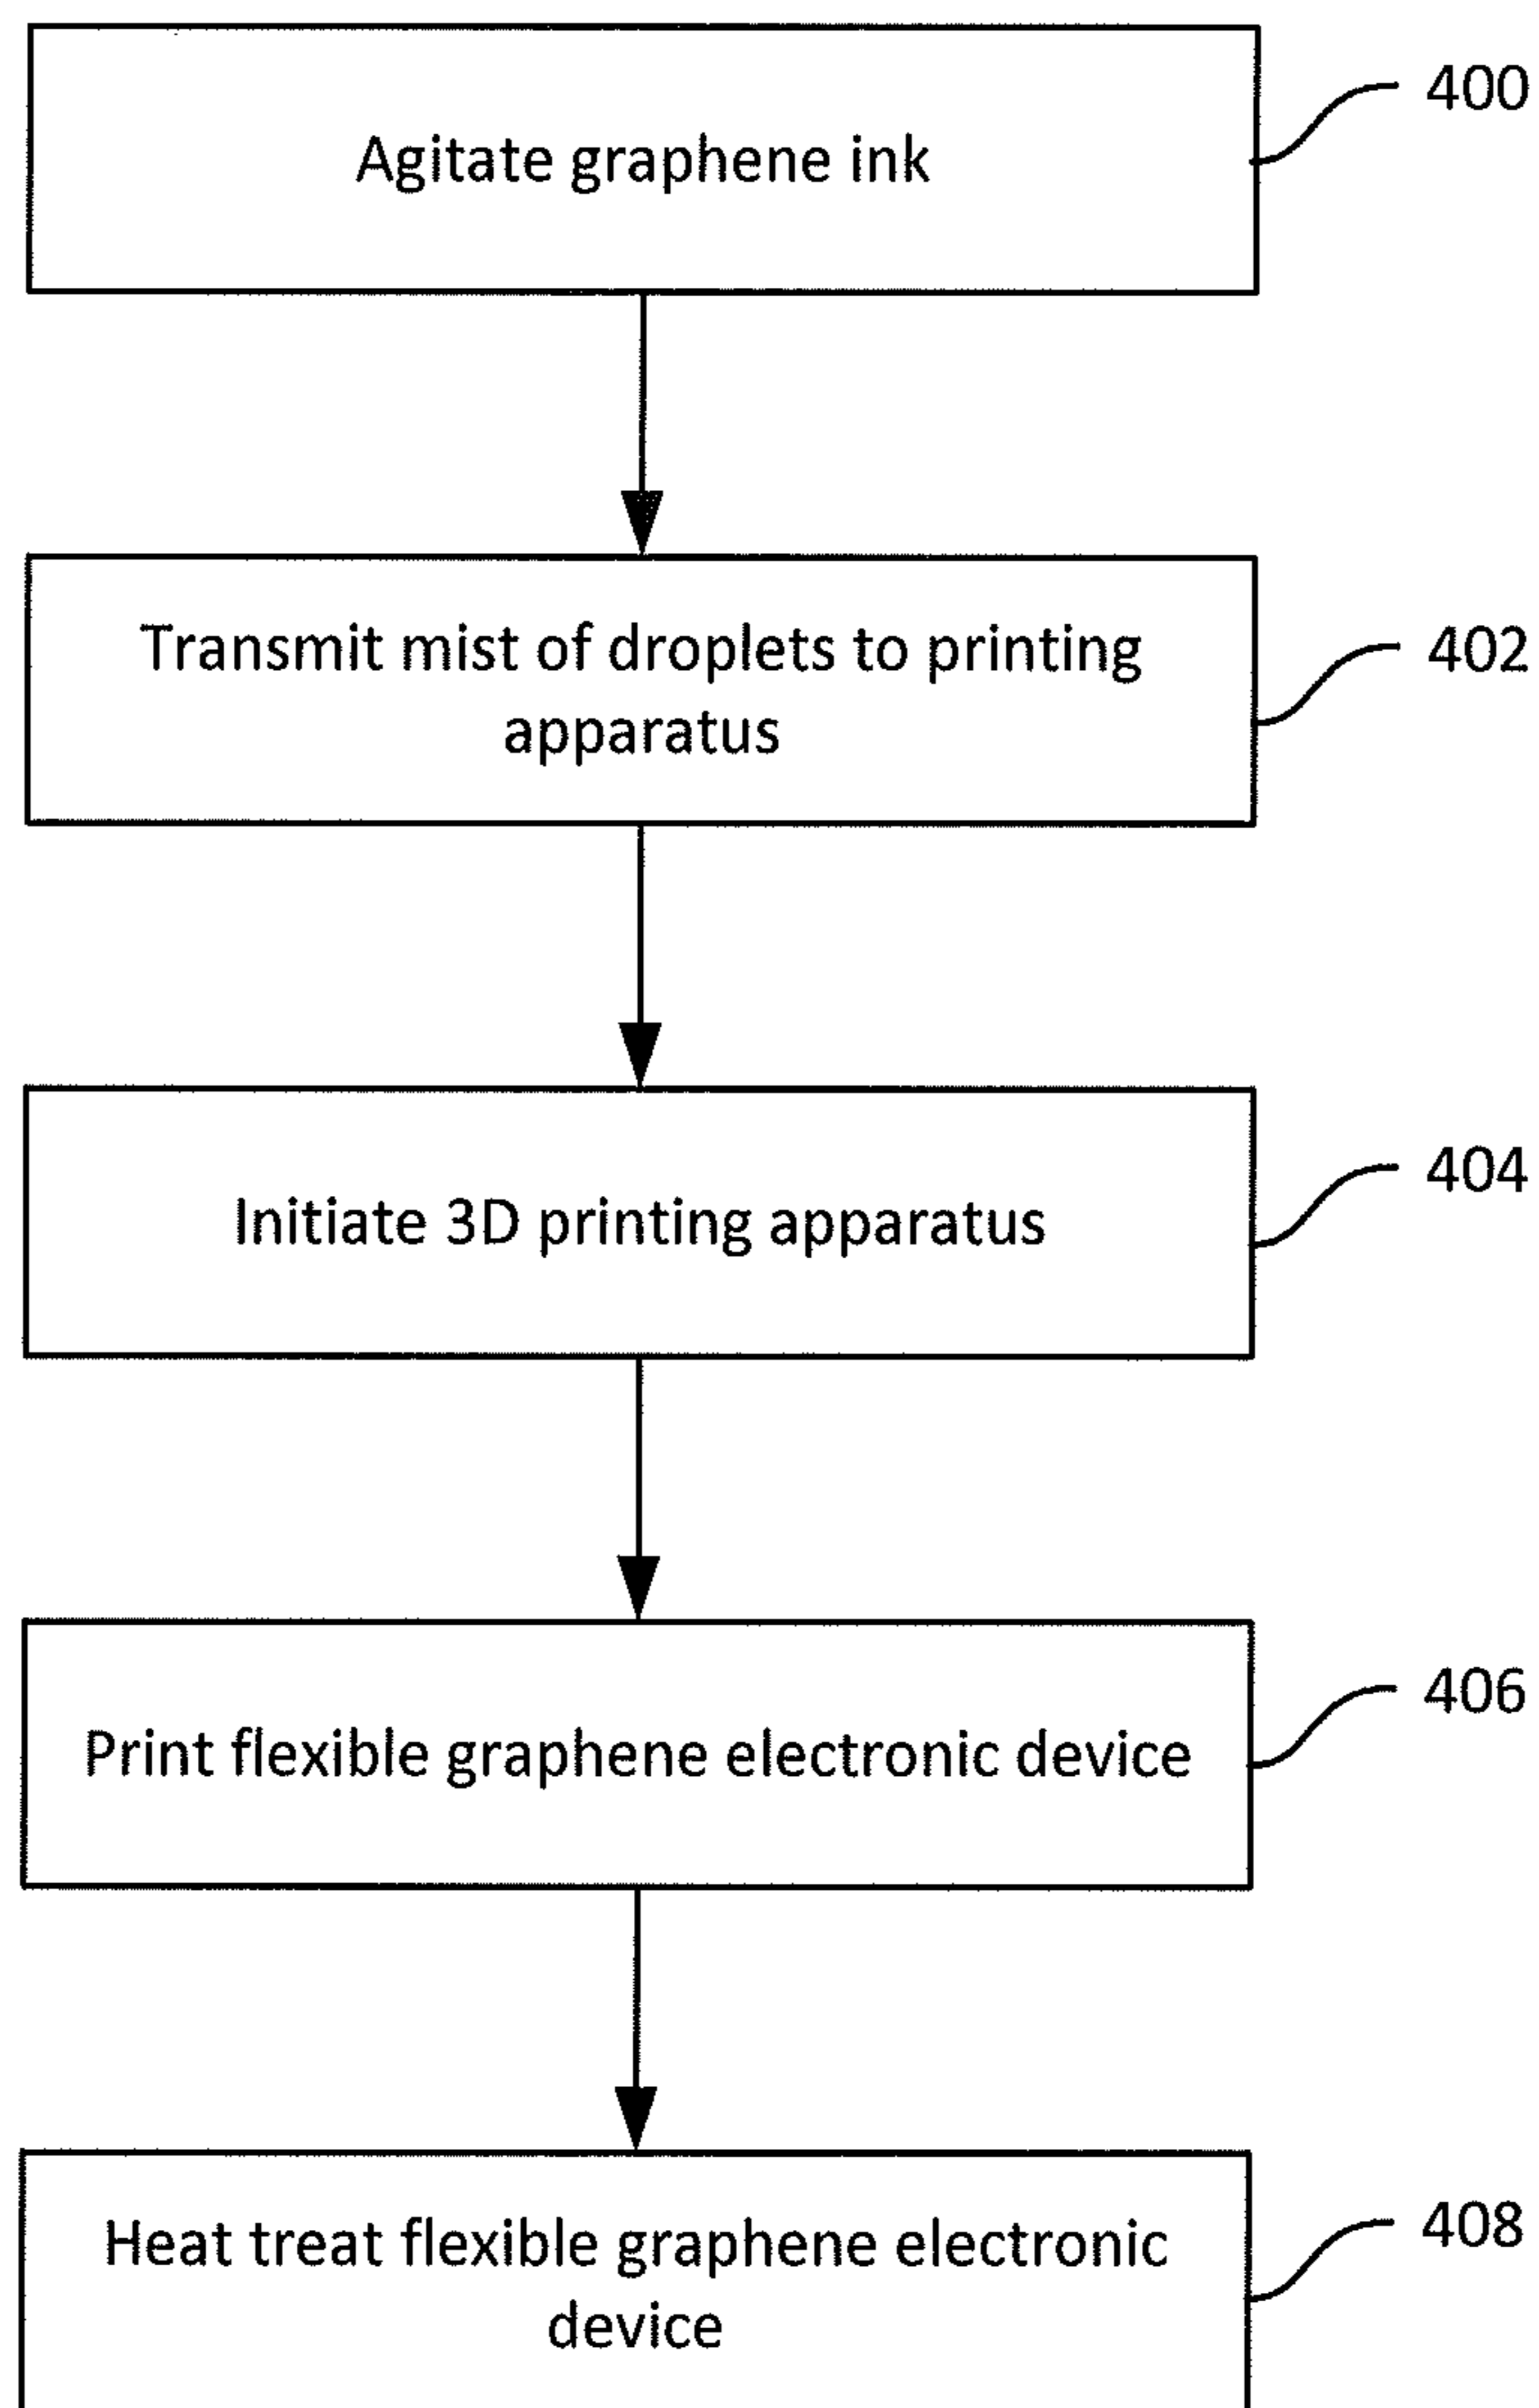 Agitate graphene ink
400
Transmit mist of droplets to printing
apparatus
402
Initiate 3D printing apparatus
404
Print flexible graphene electronic device
406
Heat treat flexible graphene electronic
device
408